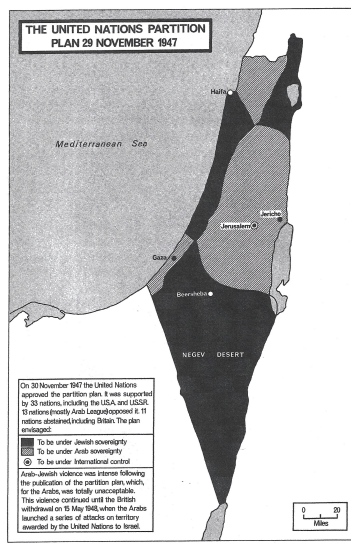 THE UNITED NATIONS PARTITION
PLAN 29 NOVEMBER 1947
Haifa
Mediterranean Sea
Jericho
Jerusalem
Gaza
Beersheba
NEGEV DESERT
On 30 November 1947 the United Nations
approved the partition plan. It was supported
by 33 nations, including the U.S.A. and U.S.S.R.
13 nations (mostly Arab League) opposed it. 11
nations abstained, including Britain. The plan
envisaged:
To be under Jewish sovereignty
To be under Arab sovereignty
To be under International control
Arab-Jewish violence was intense following
the publication of the partition plan, which,
for the Arabs, was totally unacceptable.
This violence continued until the British
withdrawal on 15 May 1948, when the Arabs
launched a series of attacks on territory
awarded by the United Nations to Israel.
0 20
Miles